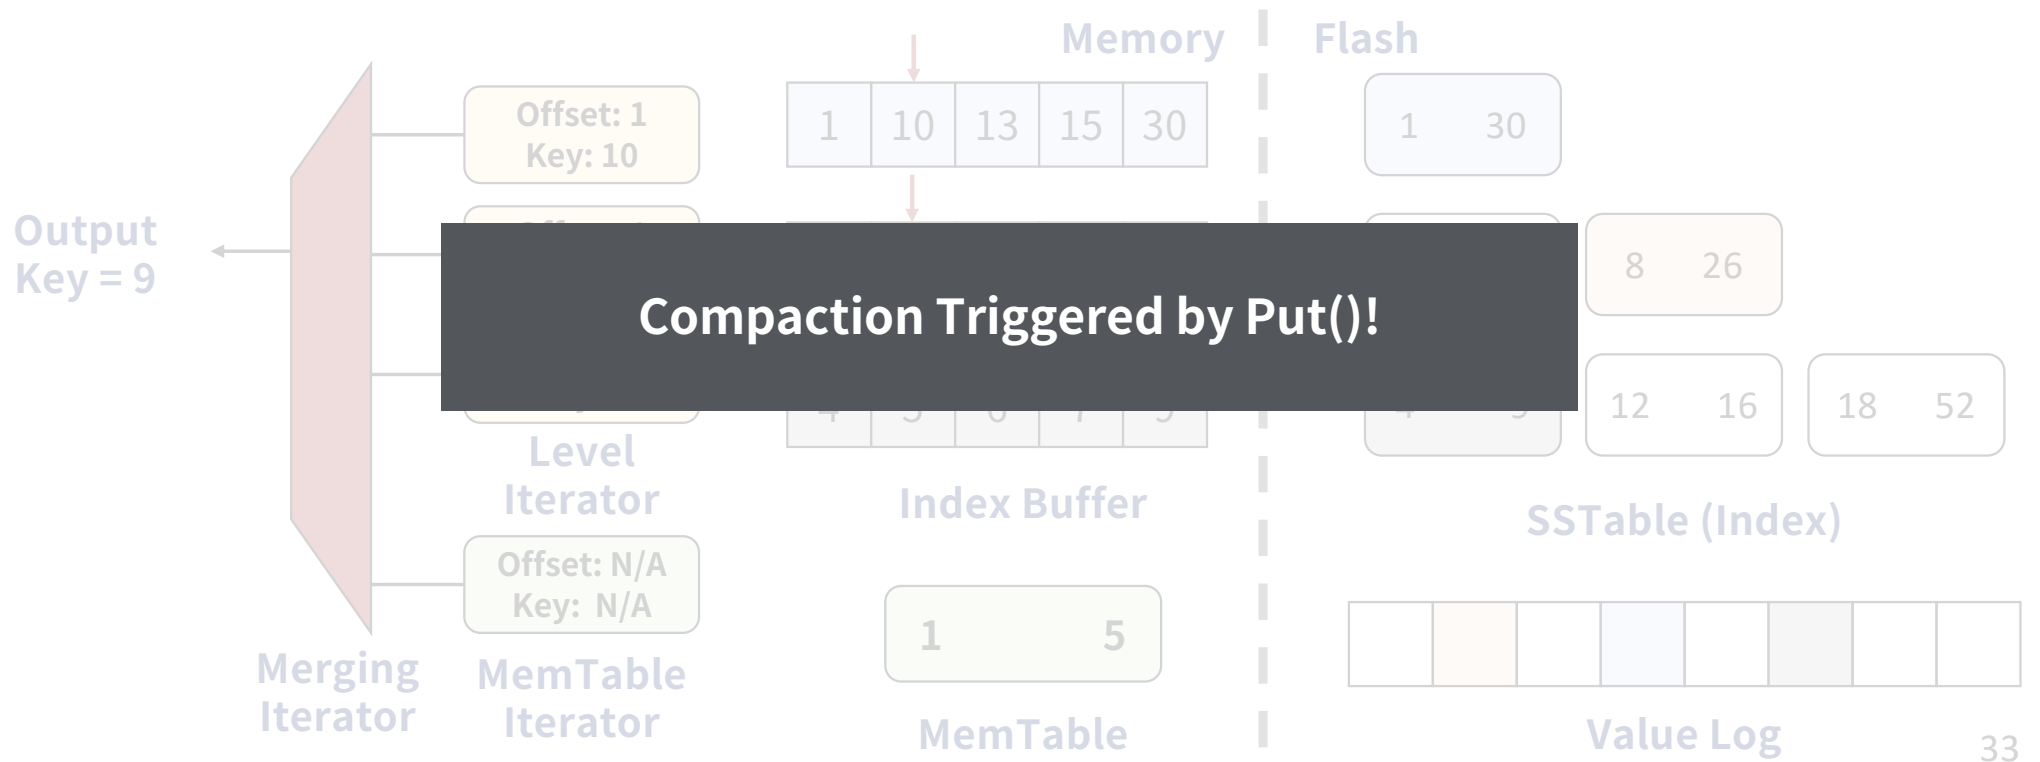 Memory
Flash
Offset: 1
Key: 10
1 10 13 15 30
1 30
Output
Key = 9
8 26
Compaction Triggered by Put()!
12 16
18 52
Level
Iterator
Index Buffer
SSTable (Index)
Offset: N/A
Key: N/A
1 5
Merging
Iterator
MemTable
Iterator
MemTable
Value Log
33